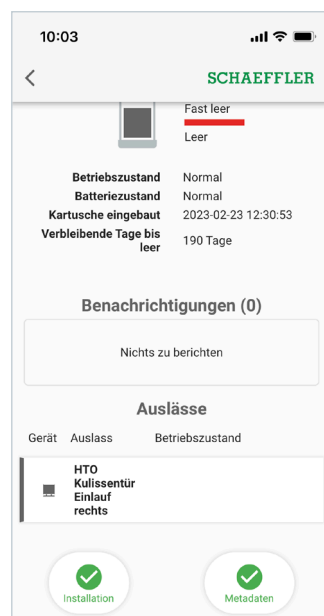 10:03
SCHAEFFLER
Fast leer
Leer
Betriebszustand Normal
Batteriezustand Normal
Kartusche eingebaut 2023-02-23 12:30:53
Verbleibende Tage bis
leer 190 Tage
Benachrichtigungen (0)
Nichts zu berichten
Auslässe
Gerät Auslass Betriebszustand
HTO
Kulissentür
Einlauf
rechts
Installation Metadaten